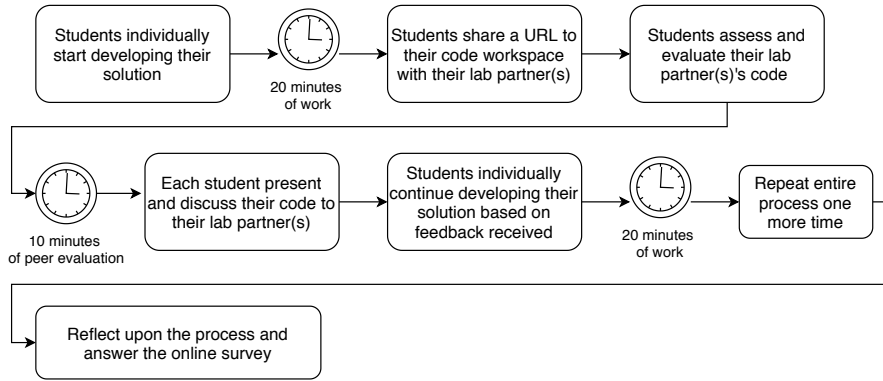 Students individually
start developing their
solution
20 minutes
of work
Students share a URL to
their code workspace
with their lab partner(s)
Students assess and
evaluate their lab
partner(s)'s code
10 minutes
of peer evaluation
Each student present
and discuss their code to
their lab partner(s)
Students individually
continue developing their
solution based on
feedback received
20 minutes
of work
Repeat entire
process one
more time
Reflect upon the process and
answer the online survey